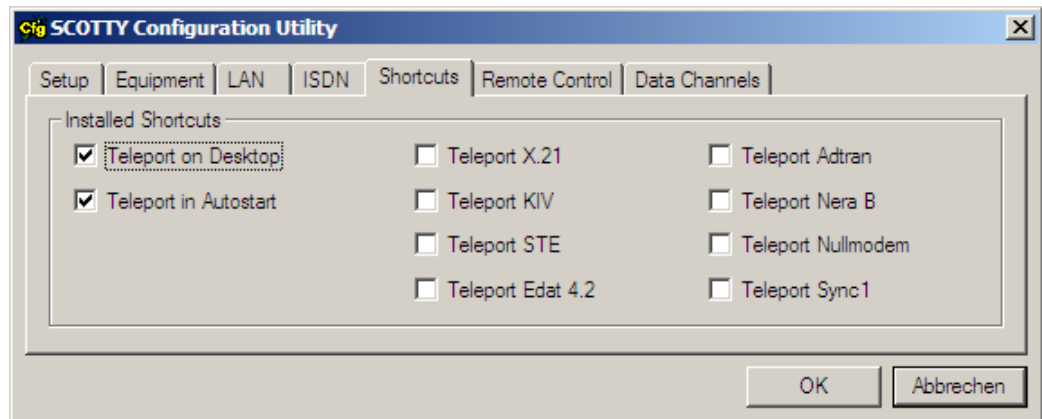 Cfg SCOTTY Configuration Utility
Setup Equipment LAN ISDN Shortcuts Remote Control Data Channels
Installed Shortcuts
Teleport on Desktop Teleport X.21 Teleport Adtran
Teleport in Autostart Teleport KIV Teleport Nera B
Teleport STE Teleport Nullmodem
Teleport Edat 4.2 Teleport Sync1
OK Abbrechen